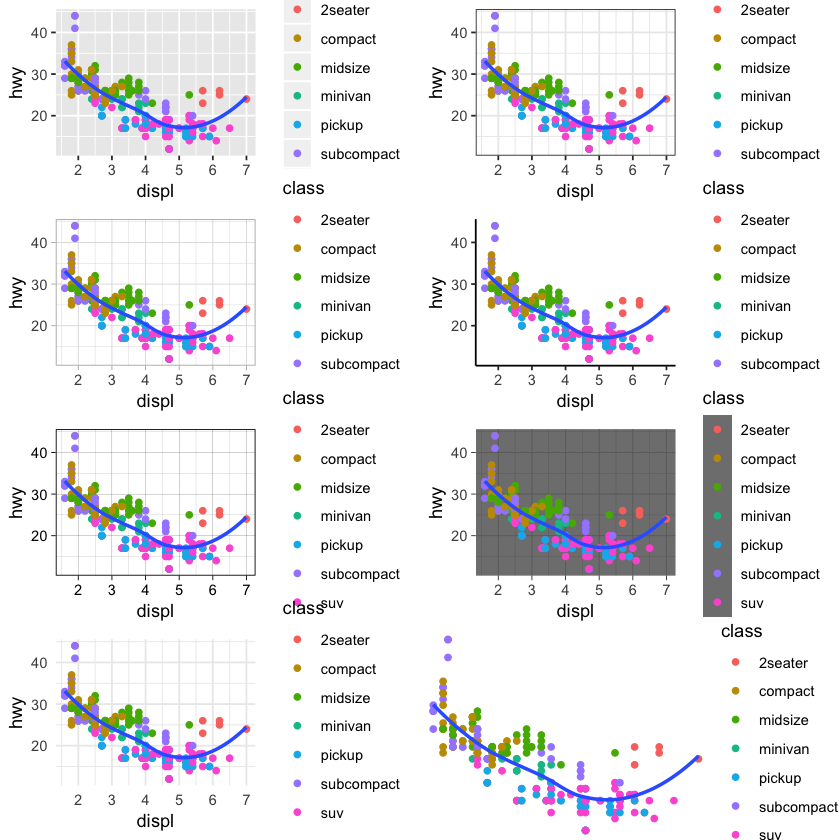 hwy
40
30
20
2 3 4 5 6 7
displ
2seater
compact
midsize
minivan
pickup
subcompact
2 3 4 5 6 7
displ
hwy
40
30
20
2seater
compact
midsize
minivan
pickup
subcompact
hwy
40
30
20
2 3 4 5 6 7
displ
class
2seater
compact
midsize
minivan
pickup
subcompact
hwy
40
30
20
2 3 4 5 6 7
displ
class
2seater
compact
midsize
minivan
pickup
subcompact
hwy
40
30
20
2 3 4 5 6 7
displ
class
2seater
compact
midsize
minivan
pickup
subcompact
suv
hwy
40
30
20
2 3 4 5 6 7
displ
class
2seater
compact
midsize
minivan
pickup
subcompact
suv
hwy
40
30
20
2 3 4 5 6 7
displ
class
2seater
compact
midsize
minivan
pickup
subcompact
suv
class
2seater
compact
midsize
minivan
pickup
subcompact
suv